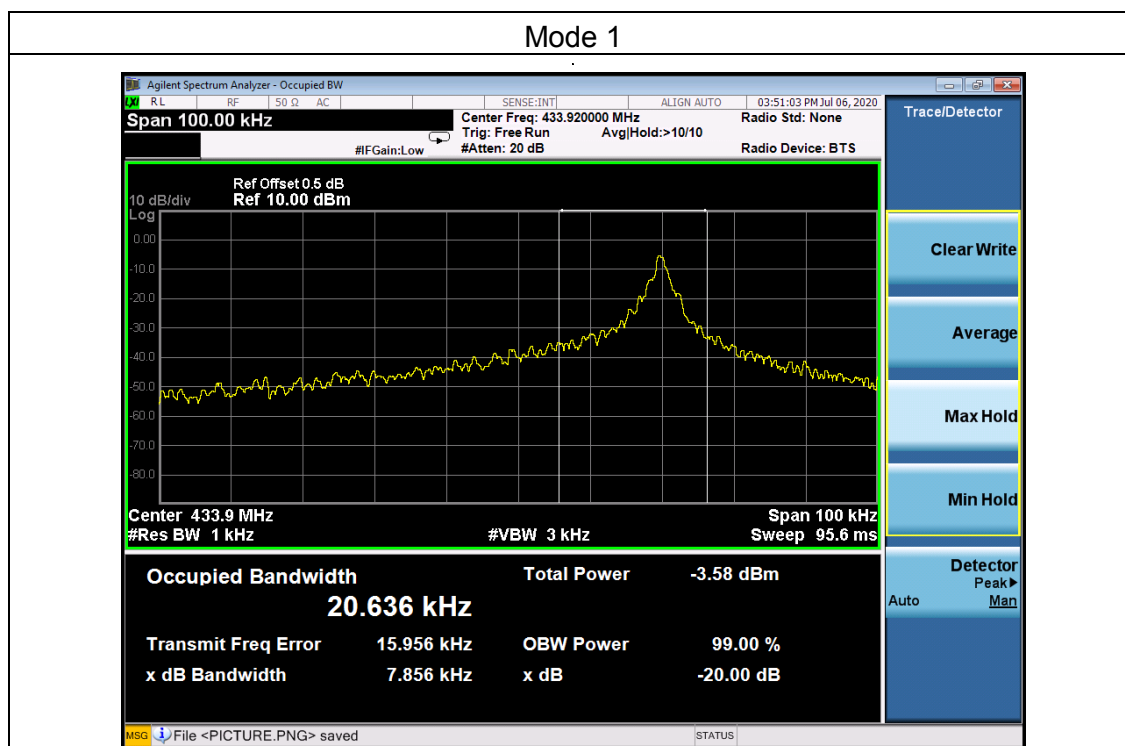 Mode 1
Agilent Spectrum Analyzer - Occupied BW
LXI RL RF 50 Ω AC SENSE:INT ALIGN AUTO 03:51:03 PM Jul 06, 2020
Span 100.00 kHz Center Freq: 433.920000 MHz Radio Std: None
Trig: Free Run Avg|Hold:>10/10
#IFGain:Low #Atten: 20 dB Radio Device: BTS
Trace/Detector
Ref Offset 0.5 dB
10 dB/div Ref 10.00 dBm
Log
0.00
-10.0
-20.0
-30.0
-40.0
-50.0
-60.0
-70.0
-80.0
Center 433.9 MHz Span 100 kHz
#Res BW 1 kHz #VBW 3 kHz Sweep 95.6 ms
Occupied Bandwidth Total Power -3.58 dBm
20.636 kHz
Transmit Freq Error 15.956 kHz OBW Power 99.00 %
x dB Bandwidth 7.856 kHz x dB -20.00 dB
Clear Write
Average
Max Hold
Min Hold
Detector
Peak▶
Auto Man
MSG File <PICTURE.PNG> saved STATUS